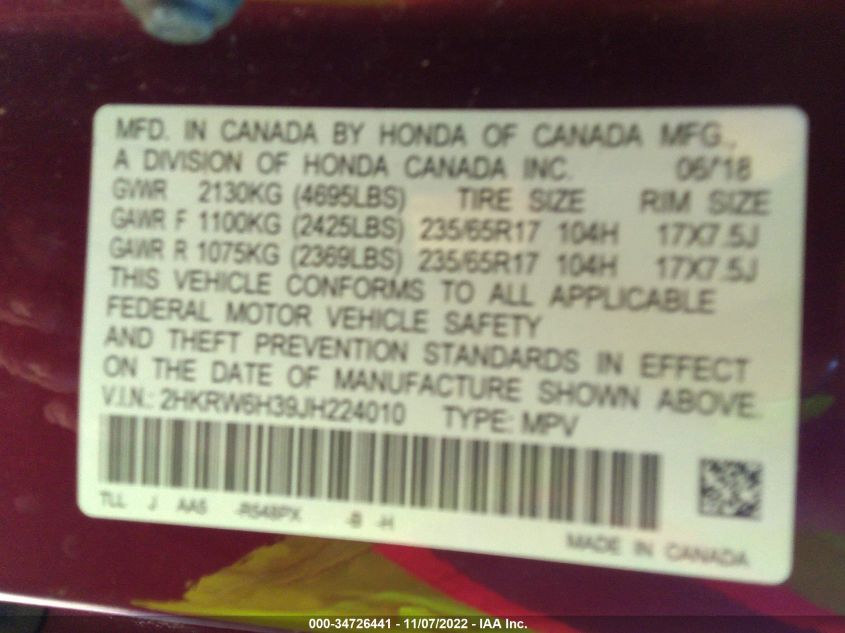 MFD. IN CANADA BY HONDA OF CANADA MFG.,
A DIVISION OF HONDA CANADA INC. 06/'18
GVWR 2130KG (4695LBS) TIRE SIZE RIM SIZE
GAWR F 1100KG (2425LBS) 235/65R17 104H 17X7.5J
GAWR R 1075KG (2369LBS) 235/65R17 104H 17X7.5J
THIS VEHICLE CONFORMS TO ALL APPLICABLE
FEDERAL MOTOR VEHICLE SAFETY
AND THEFT PREVENTION STANDARDS IN EFFECT
ON THE DATE OF MANUFACTURE SHOWN ABOVE.
V.I.N.: 2HKRW6H39JH224010 TYPE: MPV
TLL J AA5 -R548PX -B -H
MADE IN CANADA
000-34726441 - 11/07/2022 - IAA Inc.